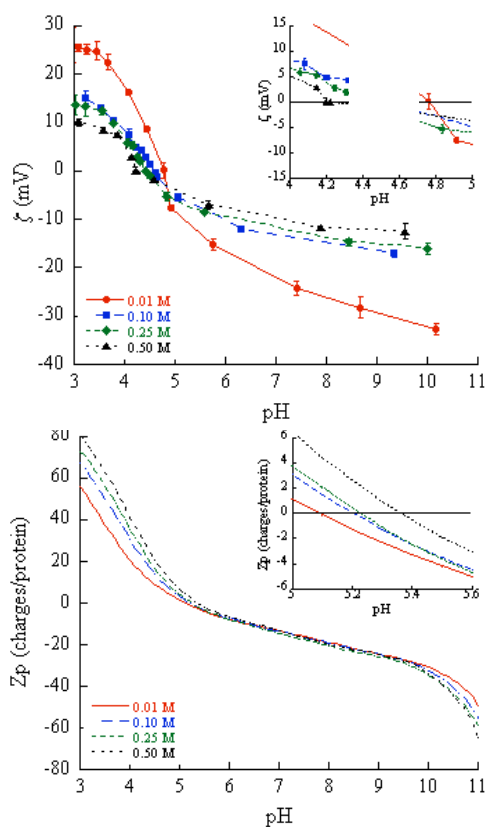 20
15
10
5
0
-5
-10
-15
ζ (mV)
4 4.2 4.4 4.6 4.8 5
pH
30
20
10
0
-10
-20
-30
-40
ζ (mV)
0.01 M
0.10 M
0.25 M
0.50 M
3 4 5 6 7 8 9 10 11
pH
6
4
2
0
-2
-4
-6
Zp (charges/protein)
5 5.2 5.4 5.6
pH
80
60
40
20
0
-20
-40
-60
-80
Zp (charges/protein)
0.01 M
0.10 M
0.25 M
0.50 M
3 4 5 6 7 8 9 10 11
pH